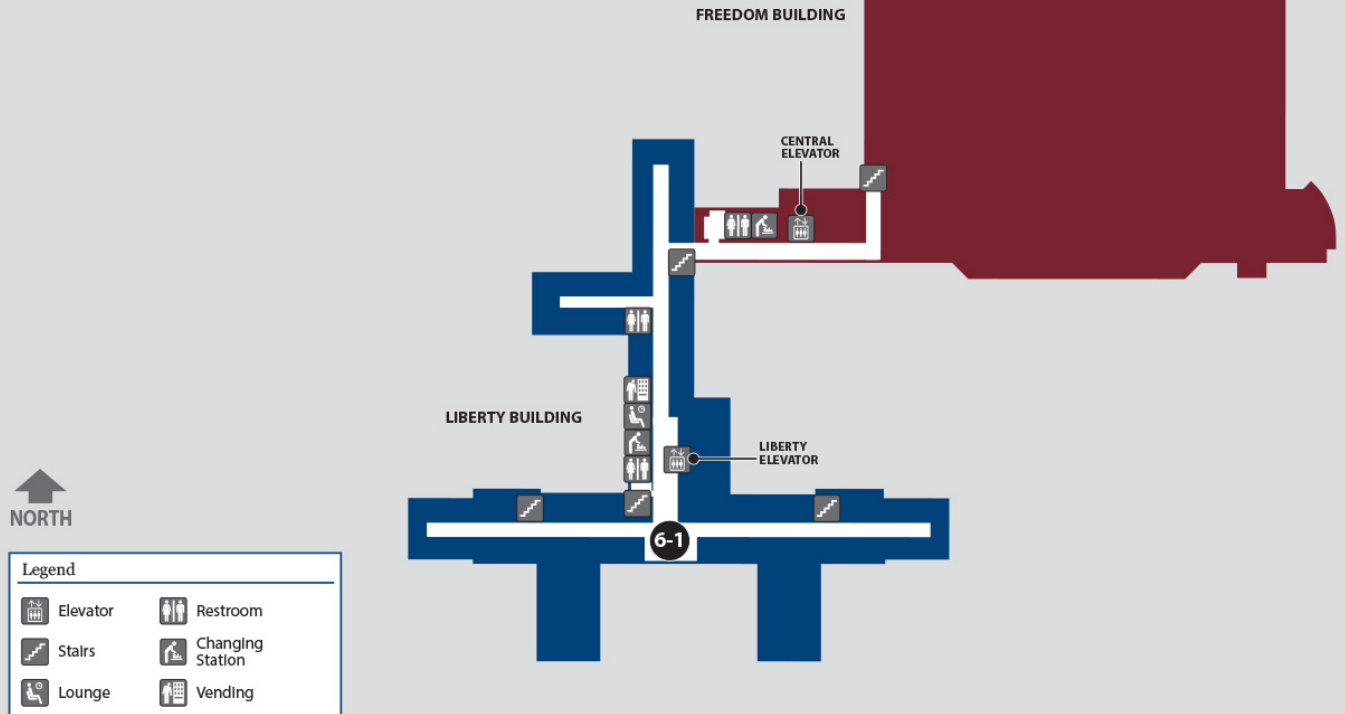 FREEDOM BUILDING
CENTRAL
ELEVATOR
LIBERTY BUILDING
LIBERTY
ELEVATOR
NORTH
6-1
Legend
Elevator
Restroom
Stairs
Changing
Station
Lounge
Vending